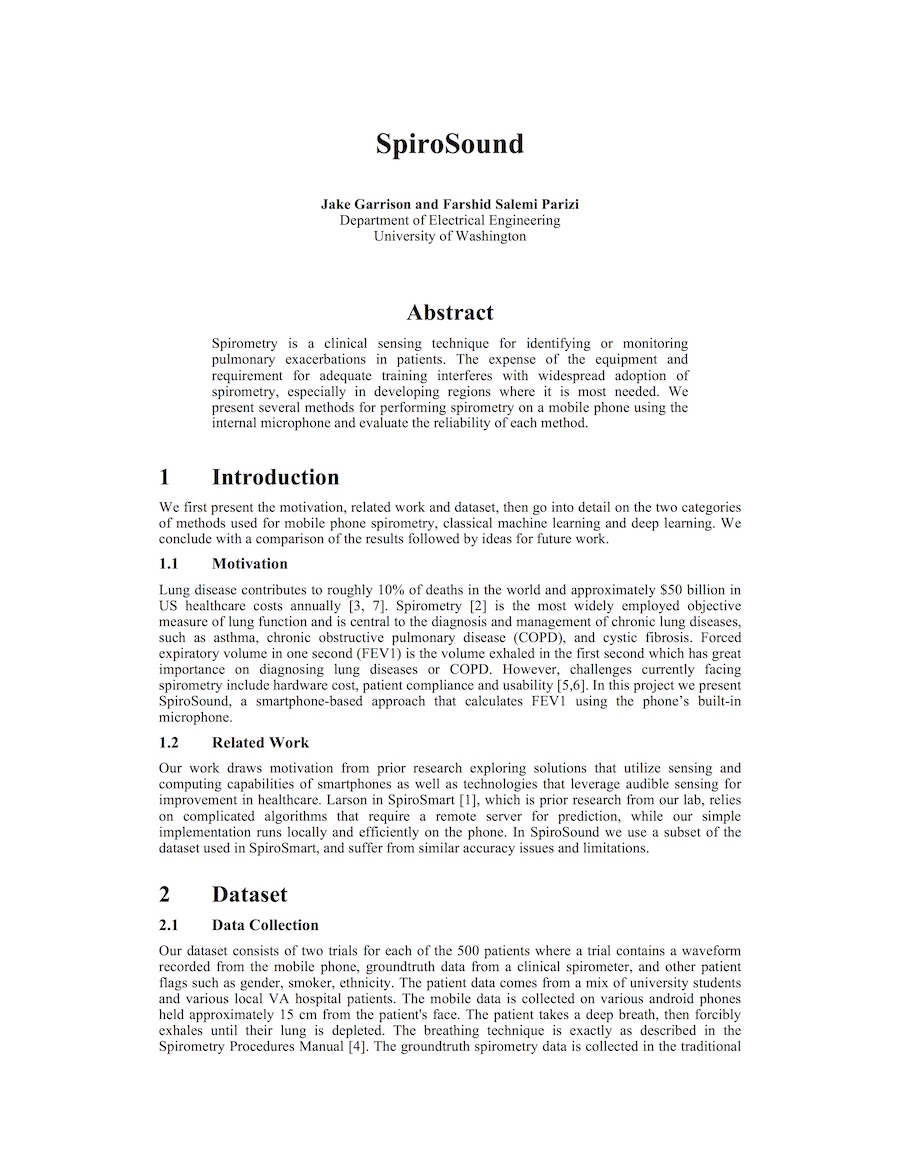 SpiroSound
Jake Garrison and Farshid Salemi Parizi
Department of Electrical Engineering
University of Washington
Abstract
Spirometry is a clinical sensing technique for identifying or monitoring
pulmonary exacerbations in patients. The expense of the equipment and
requirement for adequate training interferes with widespread adoption of
spirometry, especially in developing regions where it is most needed. We
present several methods for performing spirometry on a mobile phone using the
internal microphone and evaluate the reliability of each method.
1 Introduction
We first present the motivation, related work and dataset, then go into detail on the two categories
of methods used for mobile phone spirometry, classical machine learning and deep learning. We
conclude with a comparison of the results followed by ideas for future work.
1.1 Motivation
Lung disease contributes to roughly 10% of deaths in the world and approximately $50 billion in
US healthcare costs annually [3, 7]. Spirometry [2] is the most widely employed objective
measure of lung function and is central to the diagnosis and management of chronic lung diseases,
such as asthma, chronic obstructive pulmonary disease (COPD), and cystic fibrosis. Forced
expiratory volume in one second (FEV1) is the volume exhaled in the first second which has great
importance on diagnosing lung diseases or COPD. However, challenges currently facing
spirometry include hardware cost, patient compliance and usability [5,6]. In this project we present
SpiroSound, a smartphone-based approach that calculates FEV1 using the phone’s built-in
microphone.
1.2 Related Work
Our work draws motivation from prior research exploring solutions that utilize sensing and
computing capabilities of smartphones as well as technologies that leverage audible sensing for
improvement in healthcare. Larson in SpiroSmart [1], which is prior research from our lab, relies
on complicated algorithms that require a remote server for prediction, while our simple
implementation runs locally and efficiently on the phone. In SpiroSound we use a subset of the
dataset used in SpiroSmart, and suffer from similar accuracy issues and limitations.
2 Dataset
2.1 Data Collection
Our dataset consists of two trials for each of the 500 patients where a trial contains a waveform
recorded from the mobile phone, groundtruth data from a clinical spirometer, and other patient
flags such as gender, smoker, ethnicity. The patient data comes from a mix of university students
and various local VA hospital patients. The mobile data is collected on various android phones
held approximately 15 cm from the patient's face. The patient takes a deep breath, then forcibly
exhales until their lung is depleted. The breathing technique is exactly as described in the
Spirometry Procedures Manual [4]. The groundtruth spirometry data is collected in the traditional